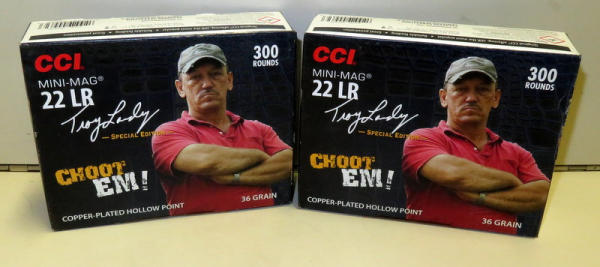 CCI
MINI-MAG®
22 LR
Troy Landry
SPECIAL EDITION
300
ROUNDS
CHOOT
EM!
COPPER-PLATED HOLLOW POINT
36 GRAIN
CCI
MINI-MAG®
22 LR
Troy Landry
SPECIAL EDITION
300
ROUNDS
CHOOT
EM!
COPPER-PLATED HOLLOW POINT
36 GRAIN